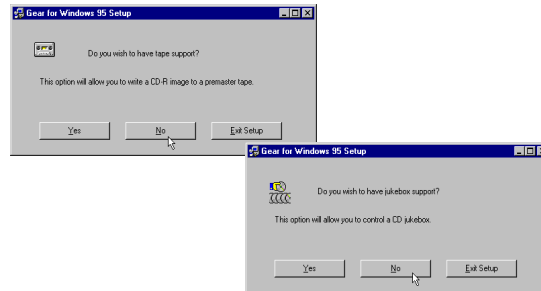 Gear for Windows 95 Setup
Do you wish to have tape support?
This option will allow you to write a CD-R image to a premaster tape.
Yes No Exit Setup
Gear for Windows 95 Setup
Do you wish to have jukebox support?
This option will allow you to control a CD jukebox.
Yes No Exit Setup